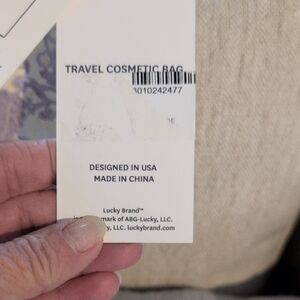 TRAVEL COSMETIC BAG
3010242477
DESIGNED IN USA
MADE IN CHINA
Lucky Brand™
mark of ABG-Lucky, LLC.
LLC. luckybrand.com